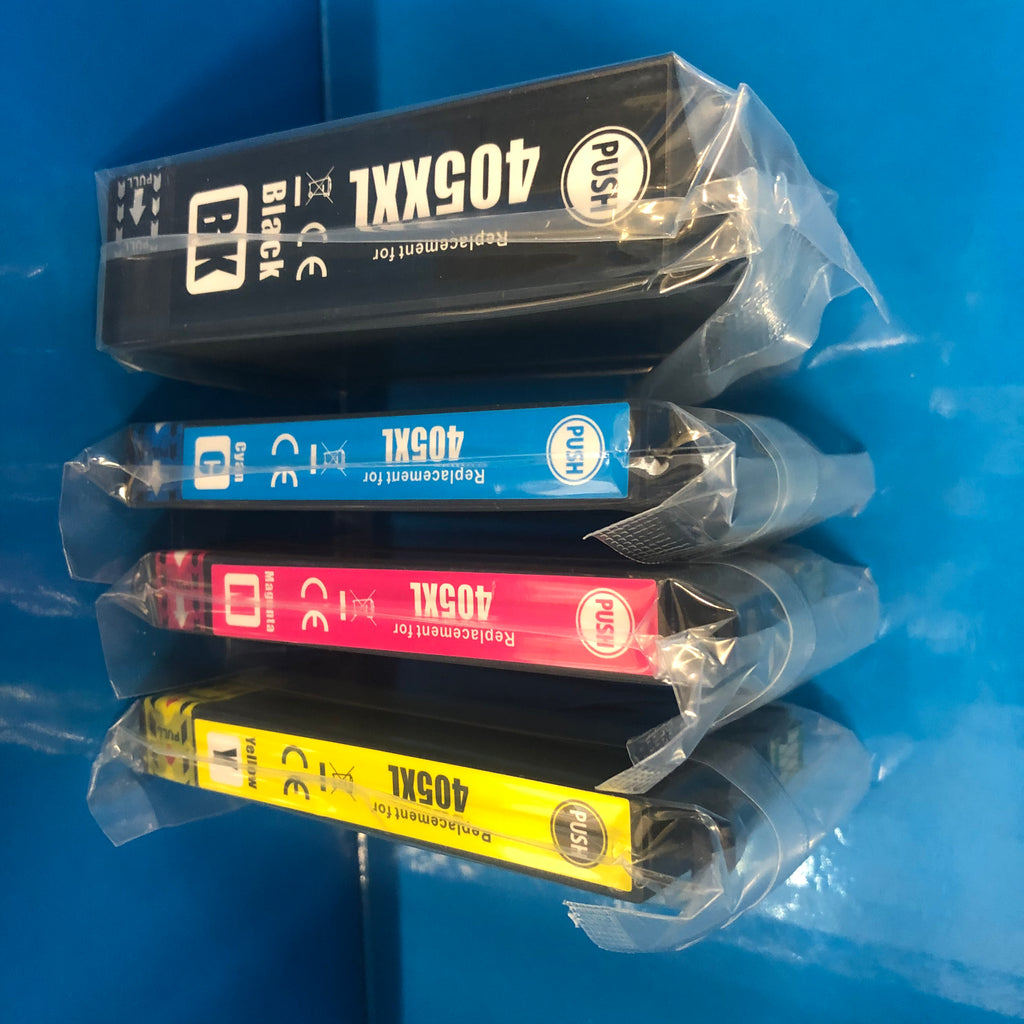 PUSH
Replacement for
405XXL
CE
Black
BK
PULL
PULL
PUSH
Replacement for
405XL
CE
Cyan
C
PUSH
Replacement for
405XL
CE
Magenta
M
PUSH
Replacement for
405XL
CE
Yellow
Y
PULL